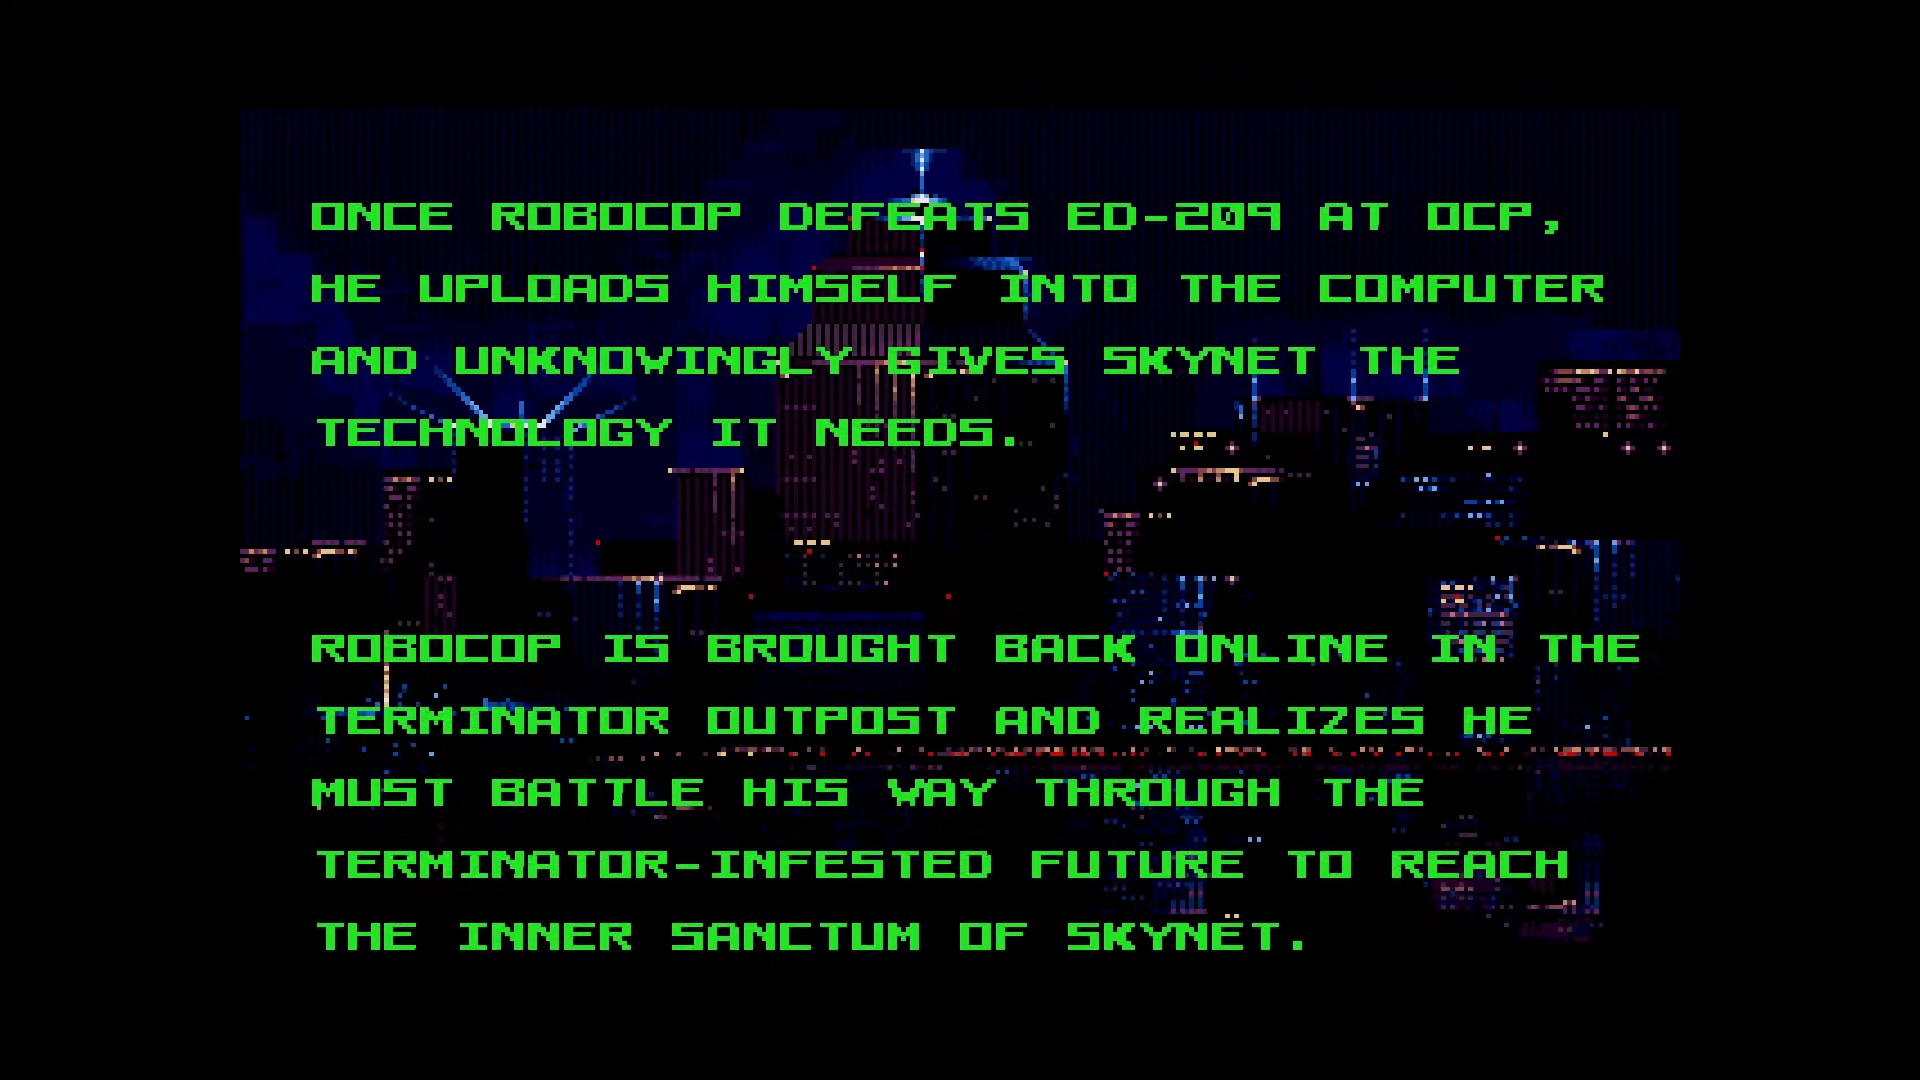 ONCE ROBOCOP DEFEATS ED-209 AT OCP,
HE UPLOADS HIMSELF INTO THE COMPUTER
AND UNKNOWINGLY GIVES SKYNET THE
TECHNOLOGY IT NEEDS.
ROBOCOP IS BROUGHT BACK ONLINE IN THE
TERMINATOR OUTPOST AND REALIZES HE
MUST BATTLE HIS WAY THROUGH THE
TERMINATOR-INFESTED FUTURE TO REACH
THE INNER SANCTUM OF SKYNET.